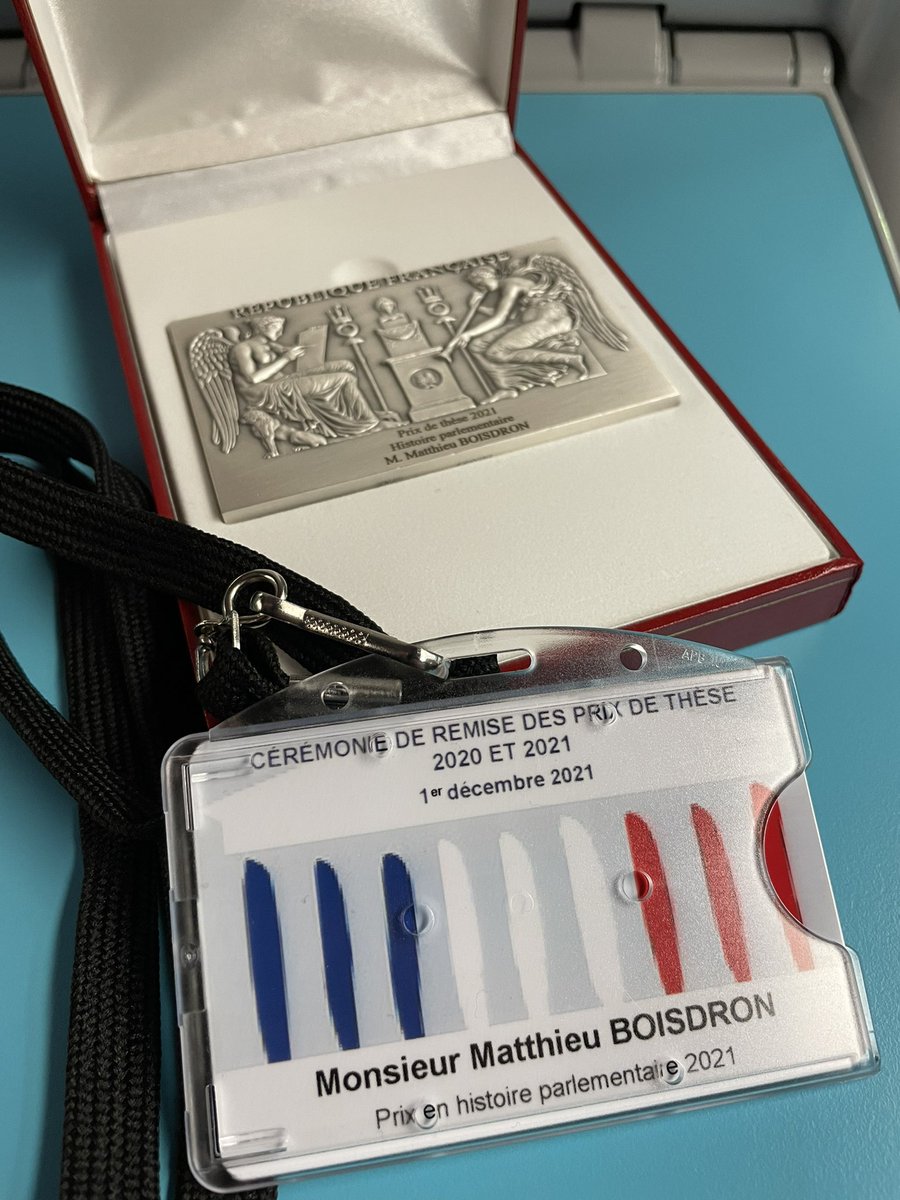 RÉPUBLIQUE FRANÇAISE
Prix de thèse 2021
Histoire parlementaire
M. Matthieu BOISDRON
CÉRÉMONIE DE REMISE DES PRIX DE THÈSE
2020 ET 2021
1er décembre 2021
Monsieur Matthieu BOISDRON
Prix en histoire parlementaire 2021